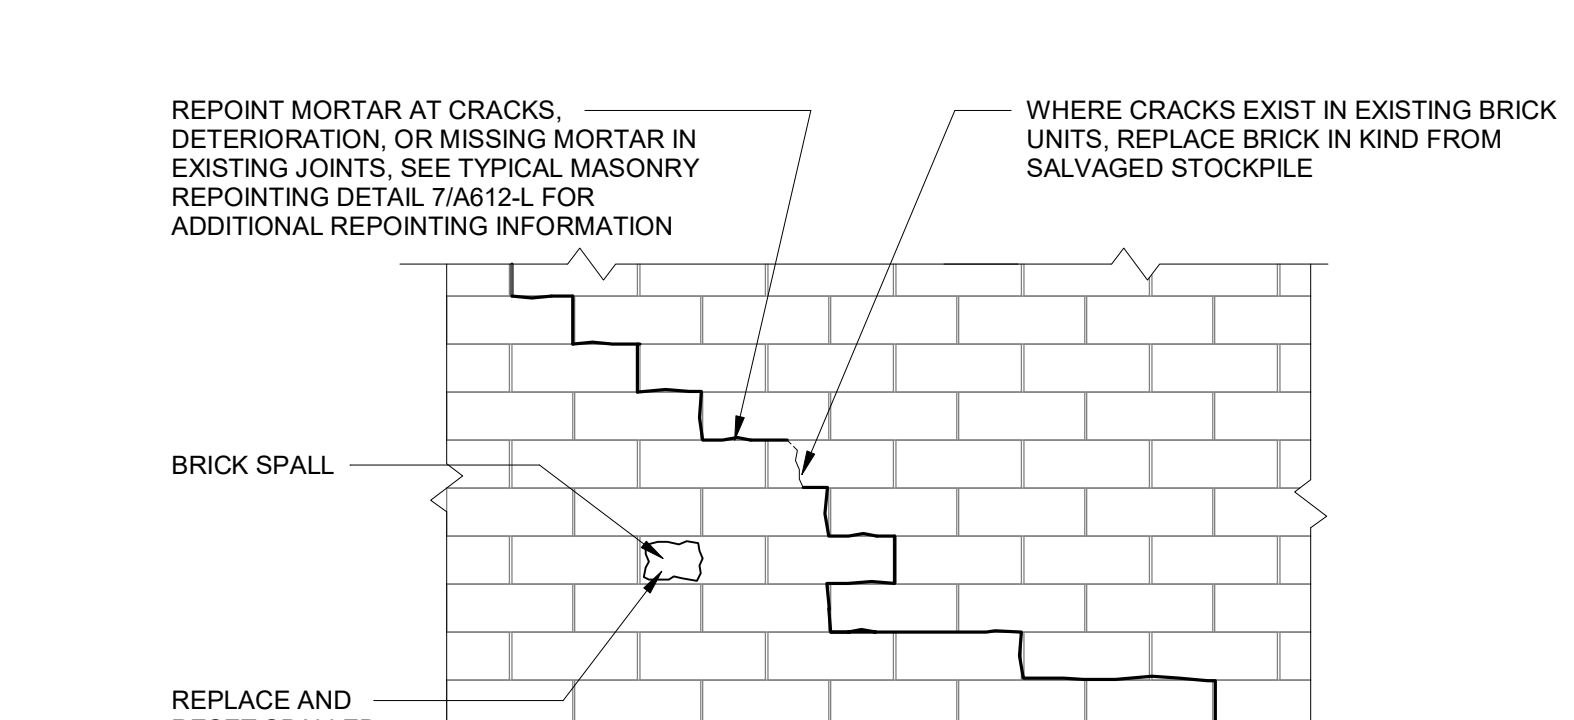 REPOINT MORTAR AT CRACKS,
DETERIORATION, OR MISSING MORTAR IN
EXISTING JOINTS, SEE TYPICAL MASONRY
REPOINTING DETAIL 7/A612-L FOR
ADDITIONAL REPOINTING INFORMATION
WHERE CRACKS EXIST IN EXISTING BRICK
UNITS, REPLACE BRICK IN KIND FROM
SALVAGED STOCKPILE
BRICK SPALL
REPLACE AND